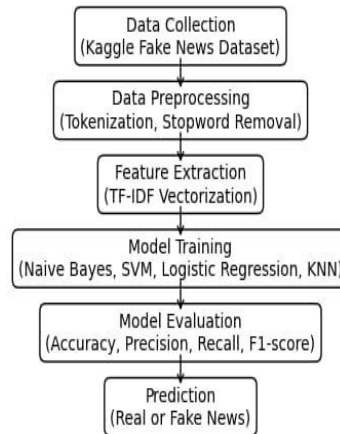 Data Collection
(Kaggle Fake News Dataset)
Data Preprocessing
(Tokenization, Stopword Removal)
Feature Extraction
(TF-IDF Vectorization)
Model Training
(Naive Bayes, SVM, Logistic Regression, KNN)
Model Evaluation
(Accuracy, Precision, Recall, F1-score)
Prediction
(Real or Fake News)